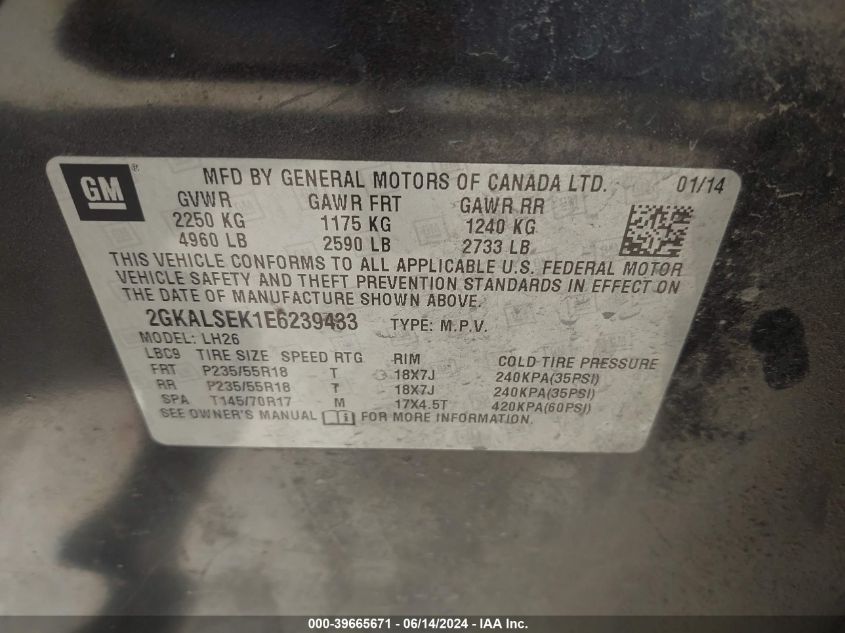 GM
MFD BY GENERAL MOTORS OF CANADA LTD. 01/14
GVWR GAWR FRT GAWR RR
2250 KG 1175 KG 1240 KG
4960 LB 2590 LB 2733 LB
THIS VEHICLE CONFORMS TO ALL APPLICABLE U.S. FEDERAL MOTOR
VEHICLE SAFETY AND THEFT PREVENTION STANDARDS IN EFFECT ON
THE DATE OF MANUFACTURE SHOWN ABOVE.
2GKALSEK1E6239433 TYPE: M.P.V.
MODEL: LH26
LBC9 TIRE SIZE SPEED RTG RIM COLD TIRE PRESSURE
FRT P235/55R18 T 18X7J 240KPA(35PSI)
RR P235/55R18 T 18X7J 240KPA(35PSI)
SPA T145/70R17 M 17X4.5T 420KPA(60PSI)
SEE OWNER'S MANUAL FOR MORE INFORMATION.
000-39665671 - 06/14/2024 - IAA Inc.